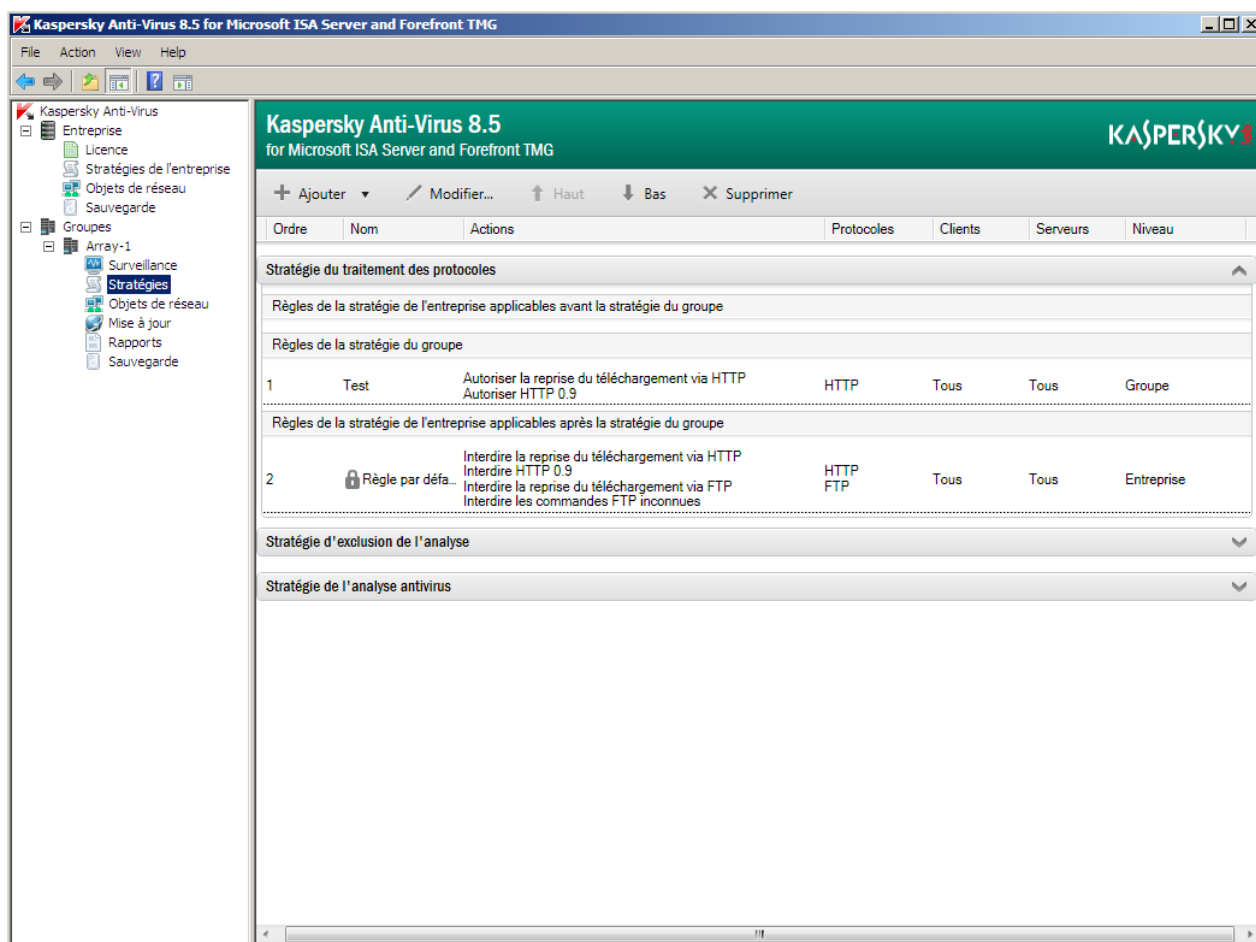 Kaspersky Anti-Virus 8.5 for Microsoft ISA Server and Forefront TMG
File Action View Help
Kaspersky Anti-Virus
Entreprise
Licence
Stratégies de l'entreprise
Objets de réseau
Sauvegarde
Groupes
Array-1
Surveillance
Stratégies
Objets de réseau
Mise à jour
Rapports
Sauvegarde
Kaspersky Anti-Virus 8.5
for Microsoft ISA Server and Forefront TMG
KASPERSKY
Ajouter Modifier... Haut Bas Supprimer
Ordre Nom Actions Protocoles Clients Serveurs Niveau
Stratégie du traitement des protocoles
Règles de la stratégie de l'entreprise applicables avant la stratégie du groupe
Règles de la stratégie du groupe
1 Test Autoriser la reprise du téléchargement via HTTP HTTP Tous Tous Groupe
Autoriser HTTP 0.9
Règles de la stratégie de l'entreprise applicables après la stratégie du groupe
Interdire la reprise du téléchargement via HTTP
Interdire HTTP 0.9 HTTP
2 Règle par défa... Interdire la reprise du téléchargement via FTP FTP Tous Tous Entreprise
Interdire les commandes FTP inconnues
Stratégie d'exclusion de l'analyse
Stratégie de l'analyse antivirus